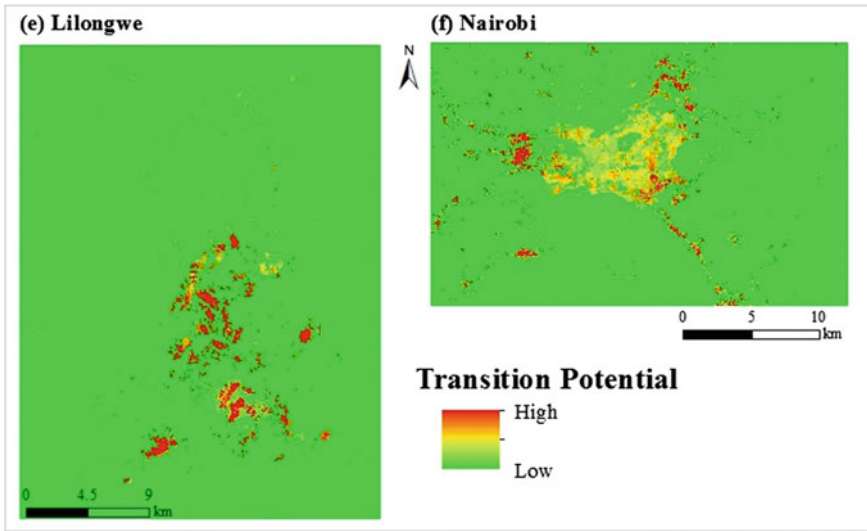 (e) Lilongwe
(f) Nairobi
N
0 5 10
km
Transition Potential
High
Low
0 4.5 9
km